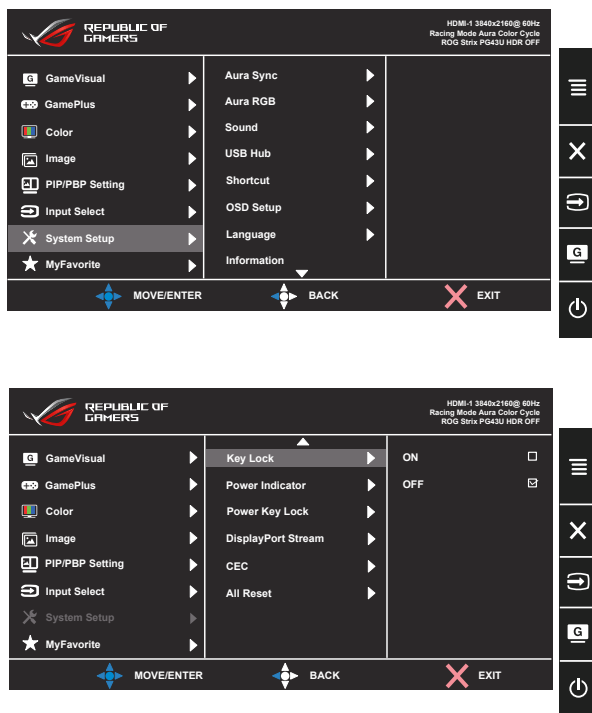 REPUBLIC OF
GAMERS
HDMI-1 3840x2160@ 60Hz
Racing Mode Aura Color Cycle
ROG Strix PG43U HDR OFF
G GameVisual
GamePlus
Color
Image
PIP/PBP Setting
Input Select
System Setup
MyFavorite
Aura Sync
Aura RGB
Sound
USB Hub
Shortcut
OSD Setup
Language
Information
MOVE/ENTER
BACK
EXIT
G
REPUBLIC OF
GAMERS
HDMI-1 3840x2160@ 60Hz
Racing Mode Aura Color Cycle
ROG Strix PG43U HDR OFF
G GameVisual
GamePlus
Color
Image
PIP/PBP Setting
Input Select
System Setup
MyFavorite
Key Lock
Power Indicator
Power Key Lock
DisplayPort Stream
CEC
All Reset
ON
OFF
MOVE/ENTER
BACK
EXIT
G